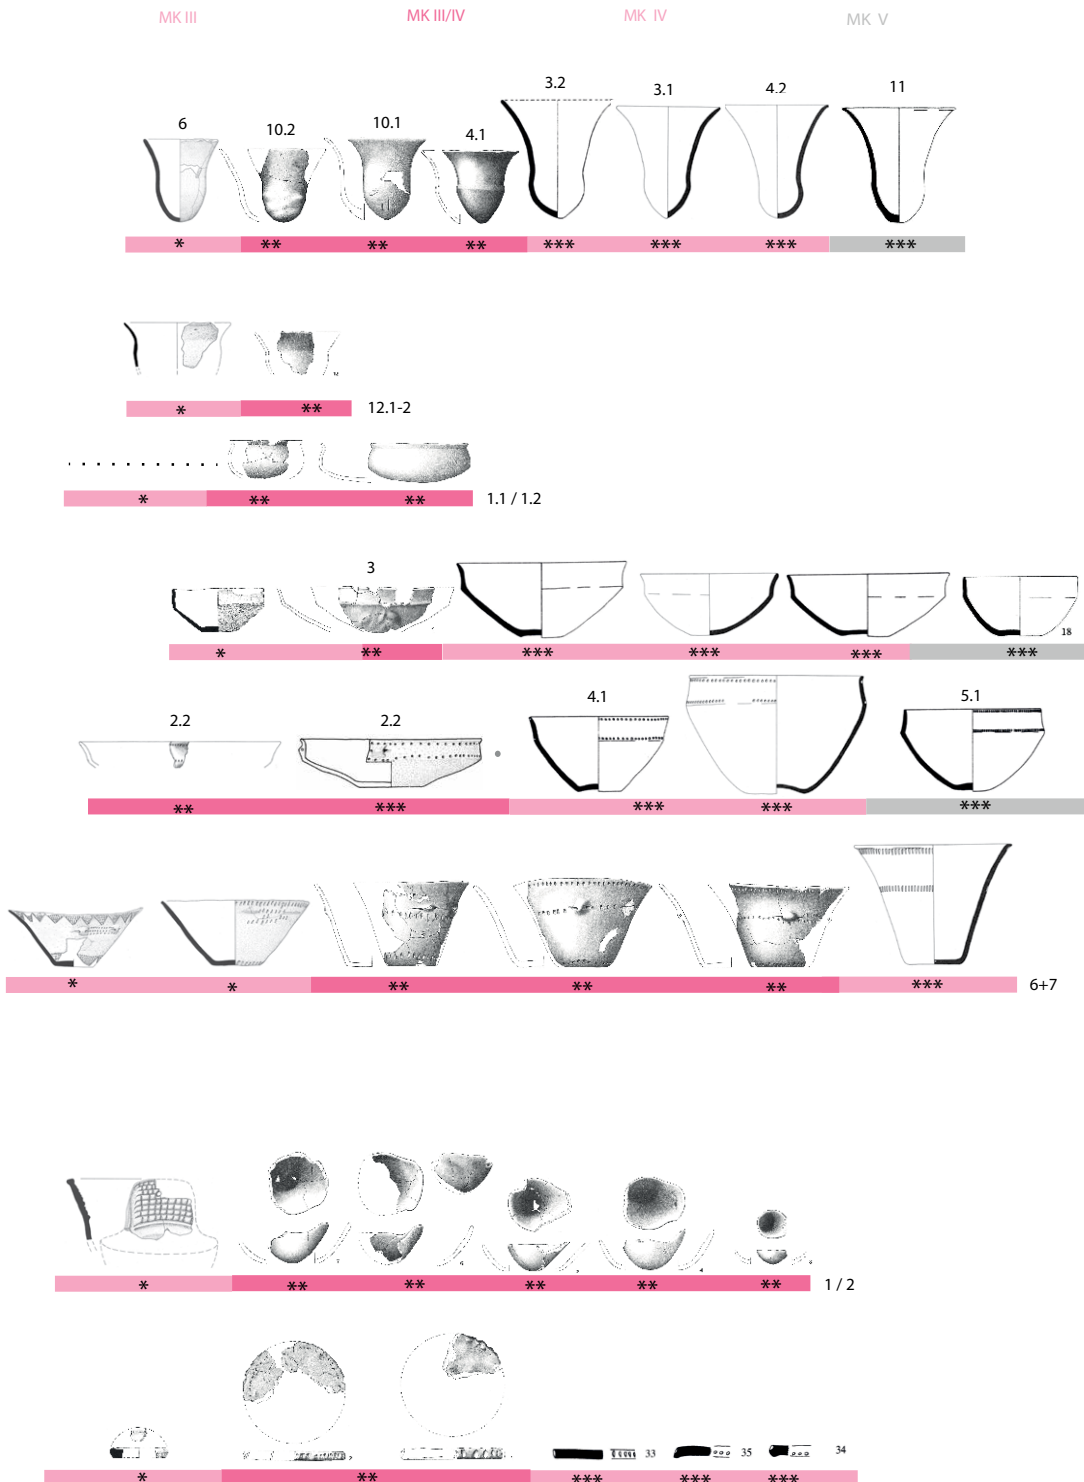 MK III MK III/IV MK IV MK V
6 10.2 10.1 4.1 3.2 3.1 4.2 11
* ** ** ** *** *** *** ***
* ** 12.1-2
* ** ** 1.1 / 1.2
3
18
* ** *** *** *** ***
2.2 2.2 4.1 5.1
** *** *** *** ***
* * ** ** ** *** 6+7
* ** ** ** ** ** 1 / 2
33 35 34
* ** *** *** ***